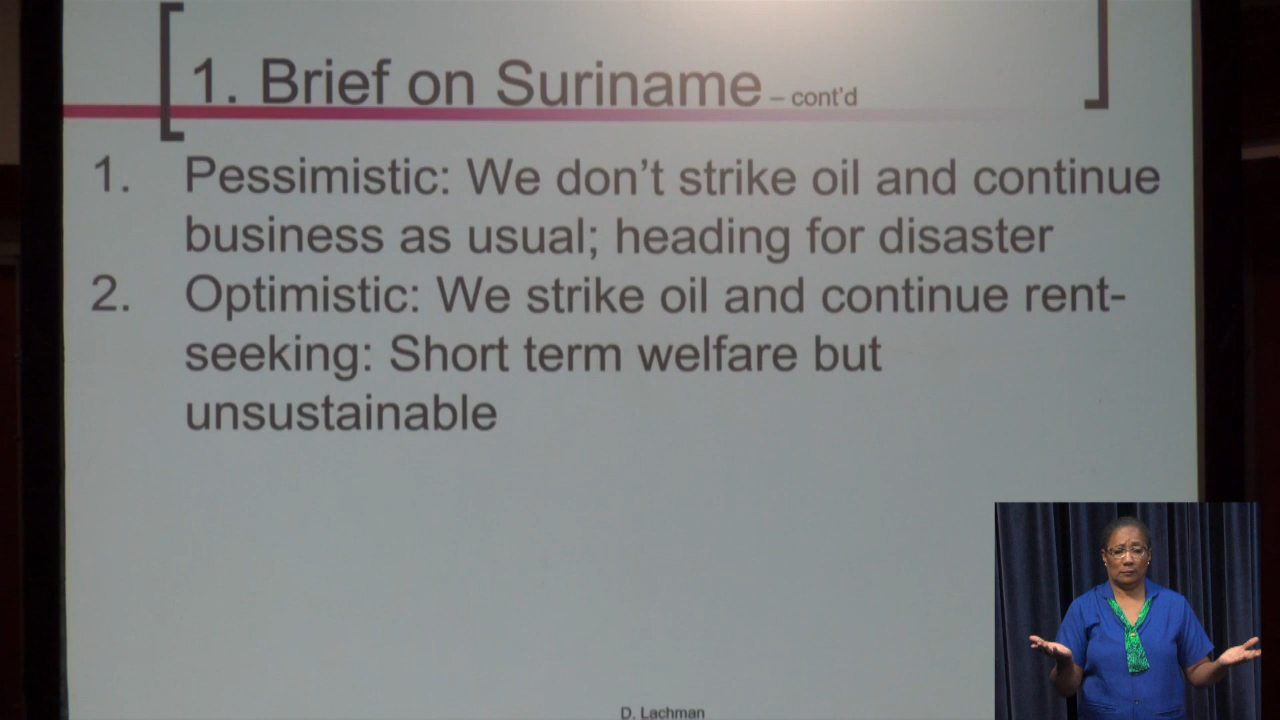 1. Brief on Suriname – cont’d
1. Pessimistic: We don’t strike oil and continue
business as usual; heading for disaster
2. Optimistic: We strike oil and continue rent-
seeking: Short term welfare but
unsustainable
D. Lachman